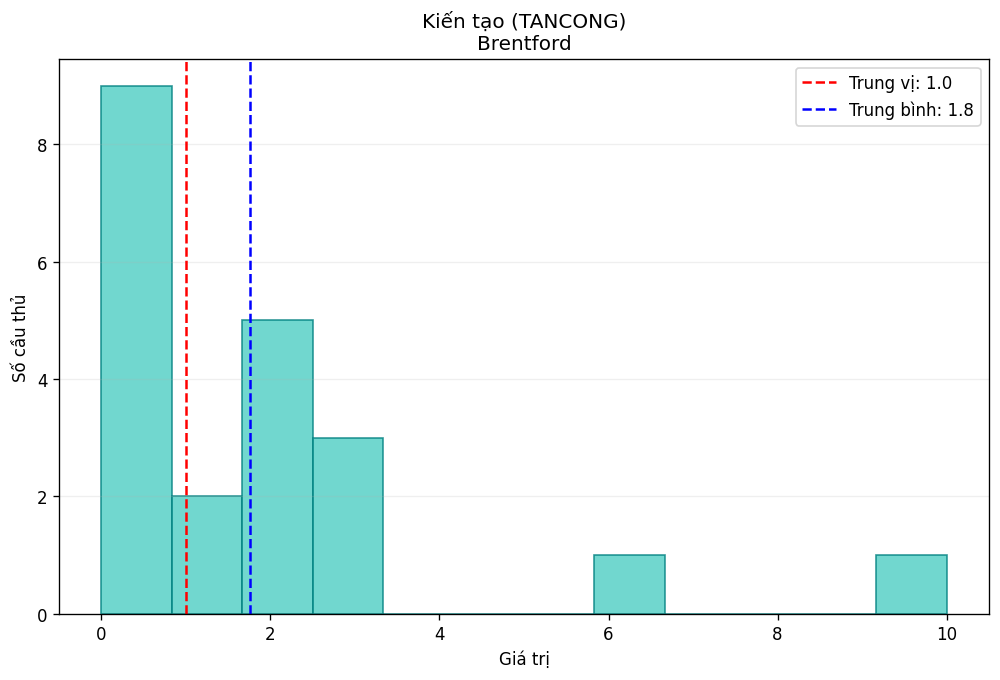 Kiến tạo (TANCONG)
Brentford
Trung vị: 1.0
Trung bình: 1.8
Số cầu thủ
8
6
4
2
0
0 2 4 6 8 10
Giá trị